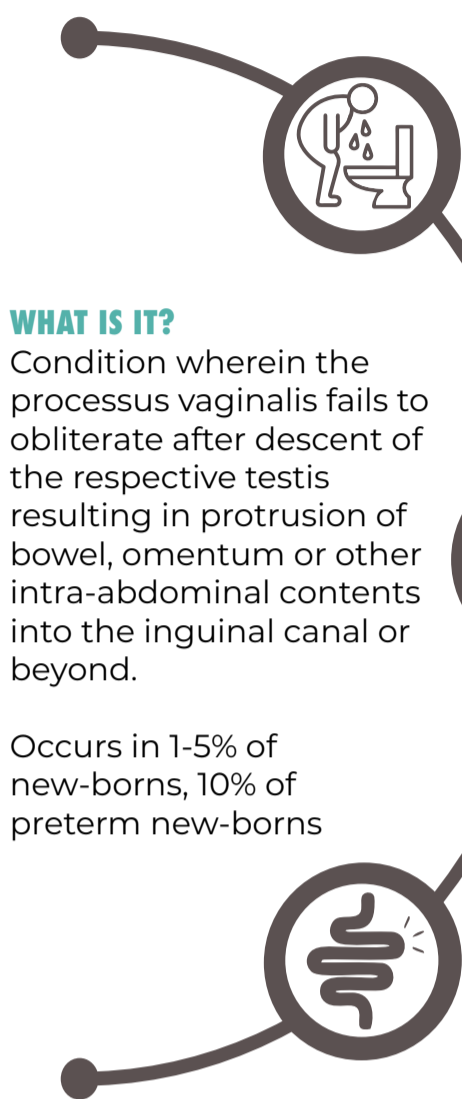 WHAT IS IT?
Condition wherein the
processus vaginalis fails to
obliterate after descent of
the respective testis
resulting in protrusion of
bowel, omentum or other
intra-abdominal contents
into the inguinal canal or
beyond.
Occurs in 1-5% of
new-borns, 10% of
preterm new-borns